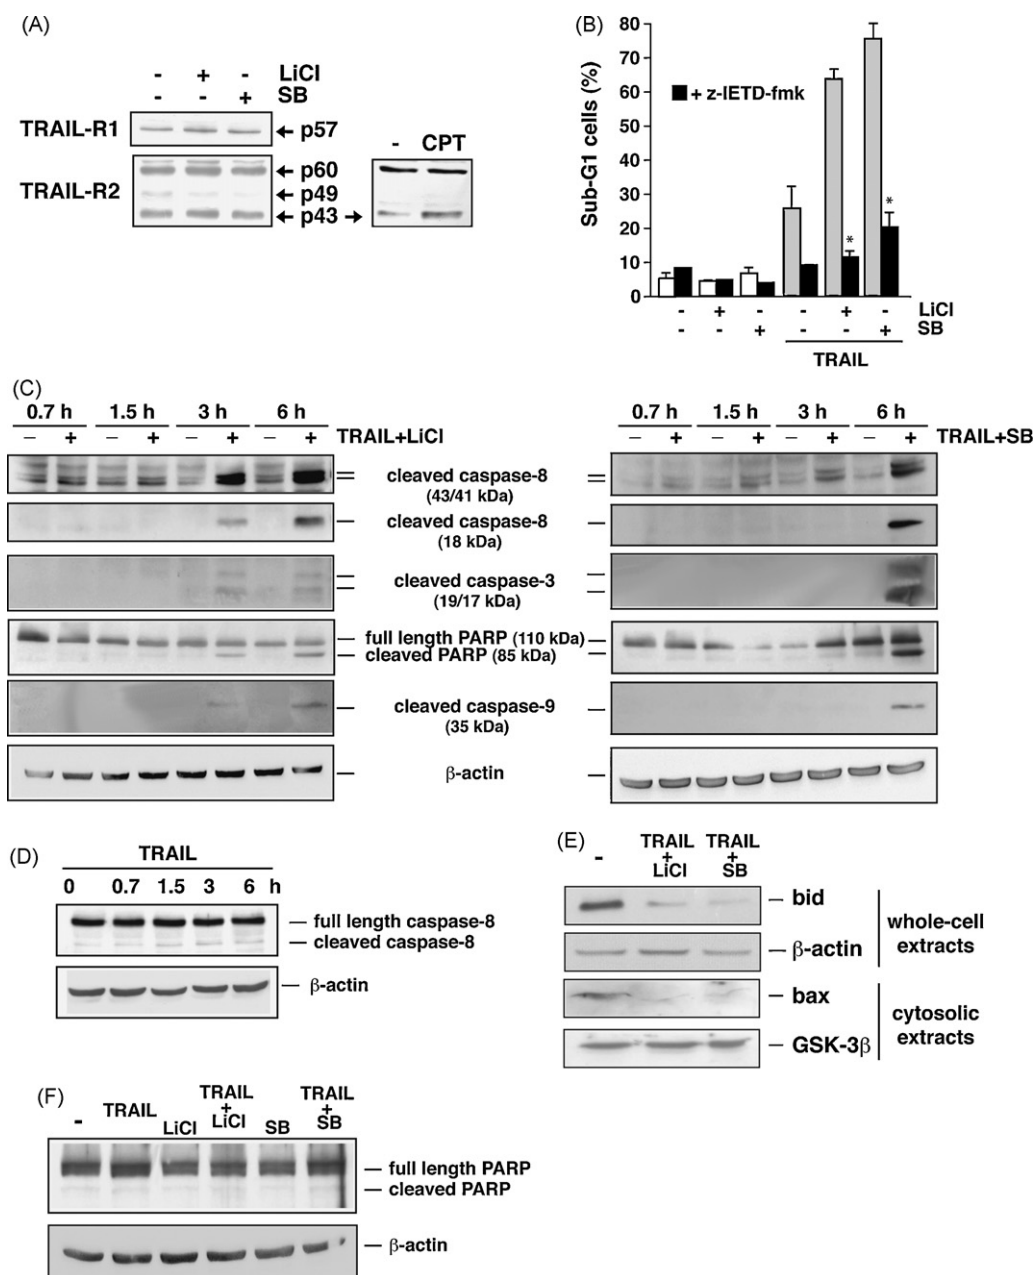 (A)
- + - LiCl
- - + SB
TRAIL-R1
← p57
TRAIL-R2
← p60
← p49
← p43 →
- CPT
(B)
Sub-G1 cells (%)
80
70
60
50
40
30
20
10
0
+ z-IETD-fmk
*
*
- + - - + - LiCl
- - + - - + SB
TRAIL
(C)
0.7 h 1.5 h 3 h 6 h
– + – + – + – + TRAIL+LiCl
0.7 h 1.5 h 3 h 6 h
– + – + – + – + TRAIL+SB
cleaved caspase-8
(43/41 kDa)
cleaved caspase-8
(18 kDa)
cleaved caspase-3
(19/17 kDa)
full length PARP (110 kDa)
cleaved PARP (85 kDa)
cleaved caspase-9
(35 kDa)
β-actin
(D)
TRAIL
0 0.7 1.5 3 6 h
full length caspase-8
cleaved caspase-8
β-actin
(E)
-
TRAIL
+
LiCl
TRAIL
+
SB
bid
β-actin
whole-cell
extracts
bax
GSK-3β
cytosolic
extracts
(F)
-
TRAIL
LiCl
TRAIL
+
LiCl
SB
TRAIL
+
SB
full length PARP
cleaved PARP
β-actin